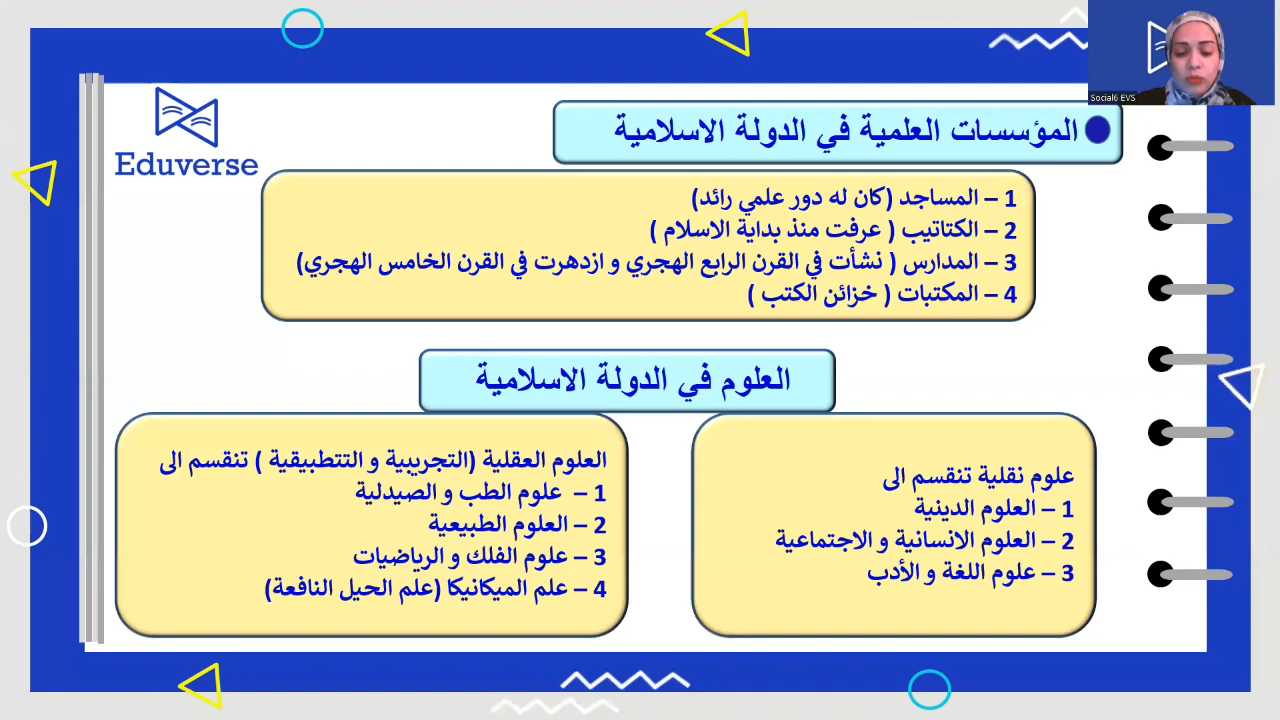 Social6 EVS
Eduverse
المؤسسات العلمية في الدولة الاسلامية
1 – المساجد (كان له دور علمي رائد)
2 – الكتاتيب ( عرفت منذ بداية الاسلام )
3 – المدارس ( نشأت في القرن الرابع الهجري و ازدهرت في القرن الخامس الهجري)
4 – المكتبات ( خزائن الكتب )
العلوم في الدولة الاسلامية
علوم نقلية تنقسم الى
1 – العلوم الدينية
2 – العلوم الانسانية و الاجتماعية
3 – علوم اللغة و الأدب
العلوم العقلية (التجريبية و التتطبيقية ) تنقسم الى
1 – علوم الطب و الصيدلية
2 – العلوم الطبيعية
3 – علوم الفلك و الرياضيات
4 – علم الميكانيكا (علم الحيل النافعة)